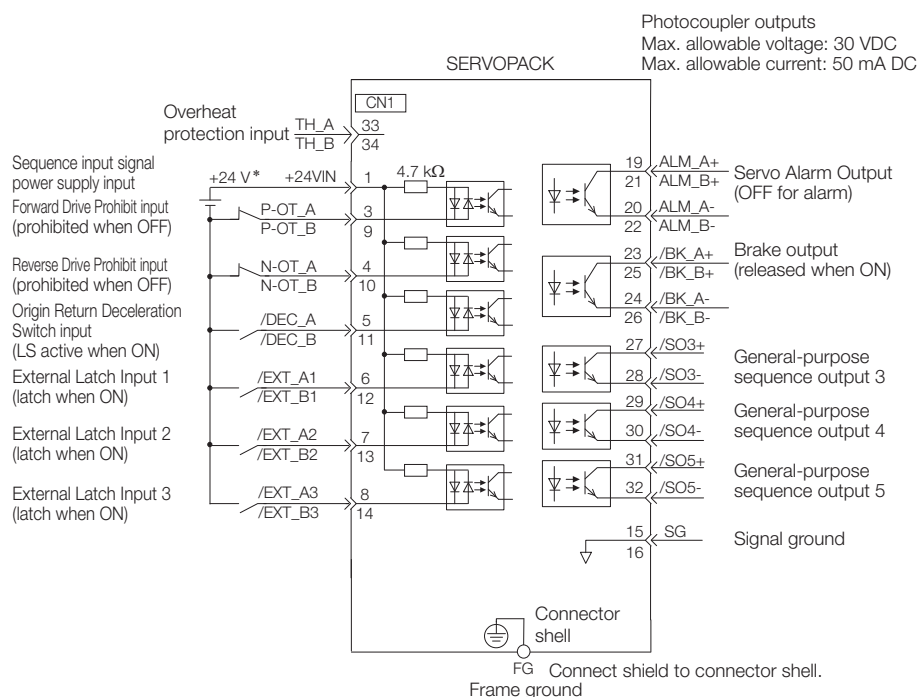 Photocoupler outputs
Max. allowable voltage: 30 VDC
Max. allowable current: 50 mA DC
SERVOPACK
CN1
Overheat
protection input
TH_A 33
TH_B 34
Sequence input signal
power supply input
+24 V* +24VIN 1
4.7 kΩ
Forward Drive Prohibit input
(prohibited when OFF)
P-OT_A 3
P-OT_B 9
Reverse Drive Prohibit input
(prohibited when OFF)
N-OT_A 4
N-OT_B 10
Origin Return Deceleration
Switch input
(LS active when ON)
/DEC_A 5
/DEC_B 11
External Latch Input 1
(latch when ON)
/EXT_A1 6
/EXT_B1 12
External Latch Input 2
(latch when ON)
/EXT_A2 7
/EXT_B2 13
External Latch Input 3
(latch when ON)
/EXT_A3 8
/EXT_B3 14
19 ALM_A+
21 ALM_B+
20 ALM_A-
22 ALM_B-
Servo Alarm Output
(OFF for alarm)
23 /BK_A+
25 /BK_B+
24 /BK_A-
26 /BK_B-
Brake output
(released when ON)
27 /SO3+
28 /SO3-
General-purpose
sequence output 3
29 /SO4+
30 /SO4-
General-purpose
sequence output 4
31 /SO5+
32 /SO5-
General-purpose
sequence output 5
15 SG
16
Signal ground
Connector
shell
FG Connect shield to connector shell.
Frame ground